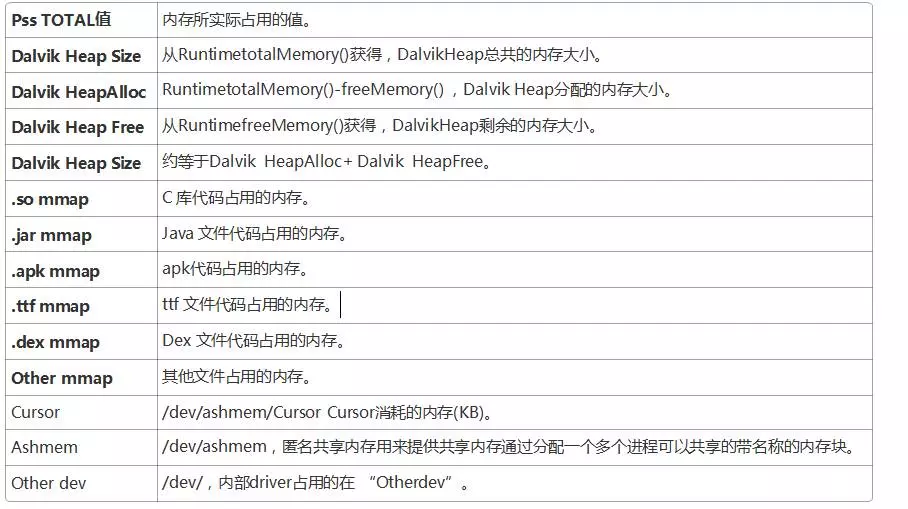 Pss TOTAL值 内存所实际占用的值。
Dalvik Heap Size 从RuntimetotalMemory()获得，DalvikHeap总共的内存大小。
Dalvik HeapAlloc RuntimetotalMemory()-freeMemory() ，Dalvik Heap分配的内存大小。
Dalvik Heap Free 从RuntimefreeMemory()获得，DalvikHeap剩余的内存大小。
Dalvik Heap Size 约等于Dalvik HeapAlloc+ Dalvik HeapFree。
.so mmap C 库代码占用的内存。
.jar mmap Java 文件代码占用的内存。
.apk mmap apk代码占用的内存。
.ttf mmap ttf 文件代码占用的内存。
.dex mmap Dex 文件代码占用的内存。
Other mmap 其他文件占用的内存。
Cursor /dev/ashmem/Cursor Cursor消耗的内存(KB)。
Ashmem /dev/ashmem，匿名共享内存用来提供共享内存通过分配一个多个进程可以共享的带名称的内存块。
Other dev /dev/，内部driver占用的在 “Otherdev”。